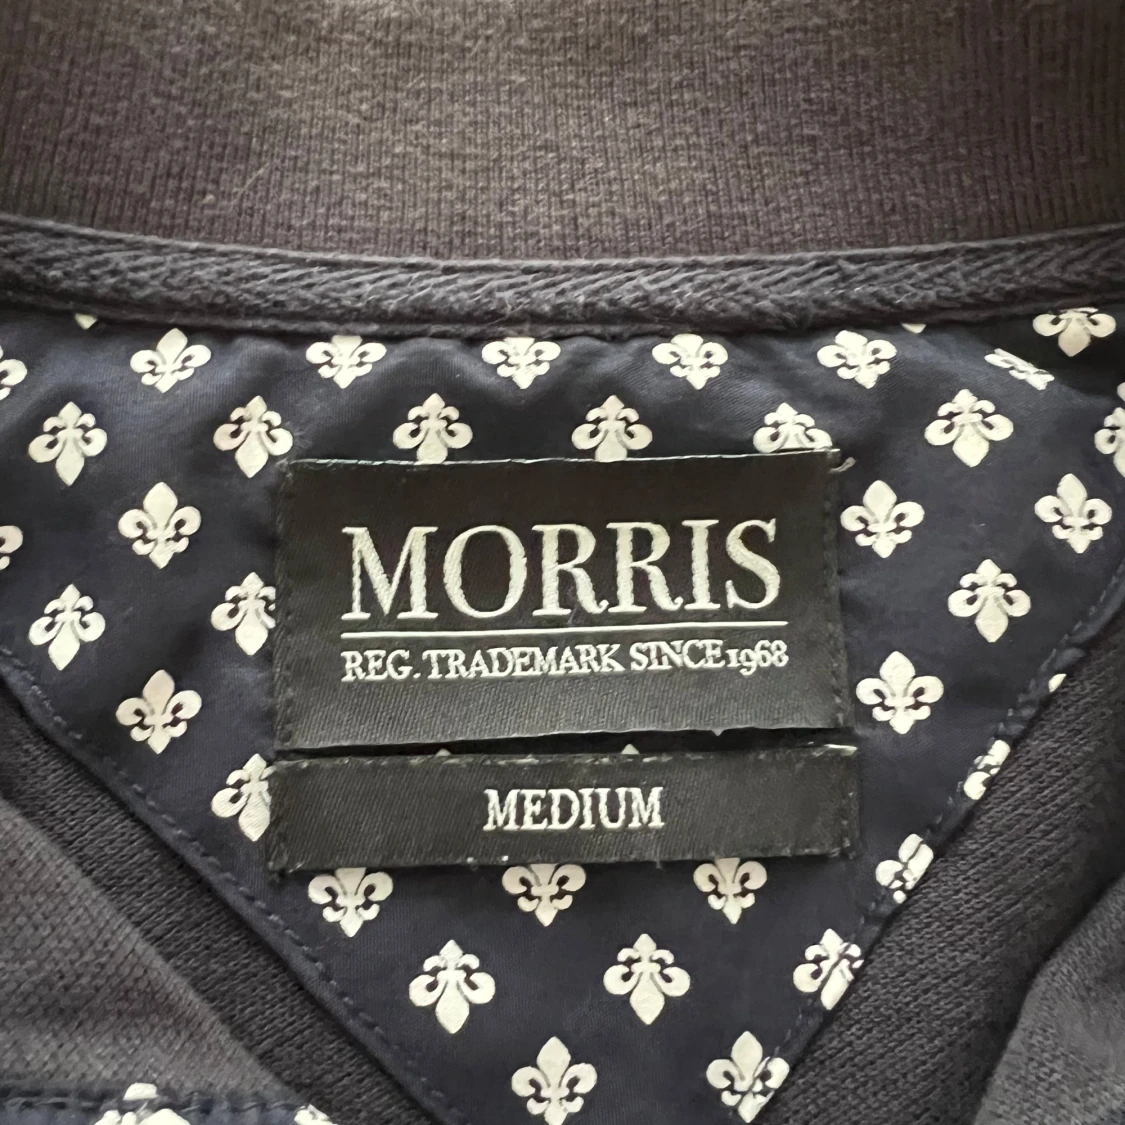 MORRIS
REG. TRADEMARK SINCE 1968
MEDIUM